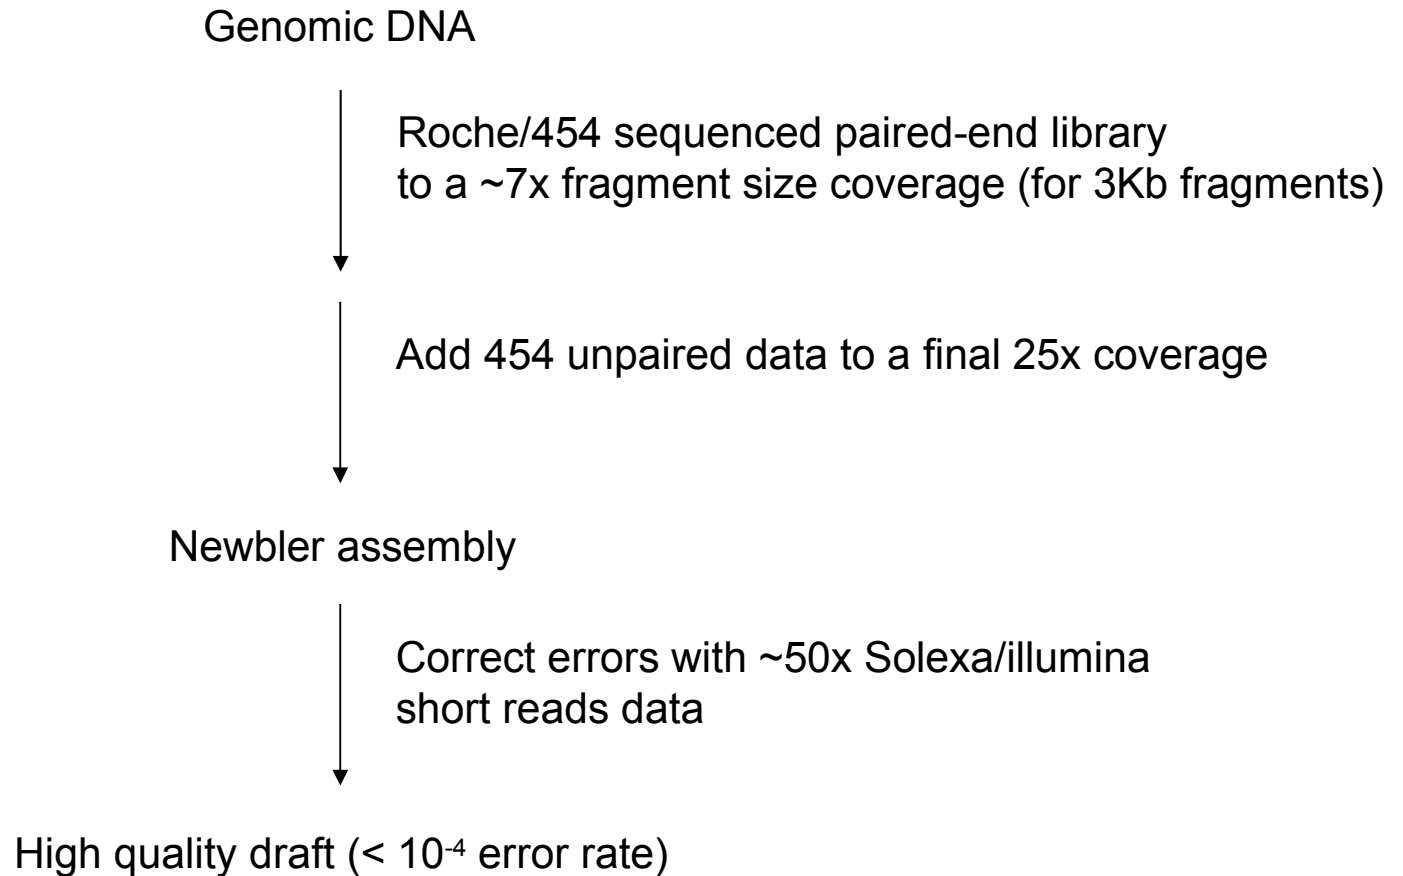 Genomic DNA
Roche/454 sequenced paired-end library
to a ~7x fragment size coverage (for 3Kb fragments)
Add 454 unpaired data to a final 25x coverage
Newbler assembly
Correct errors with ~50x Solexa/illumina
short reads data
High quality draft (< 10⁻⁴ error rate)